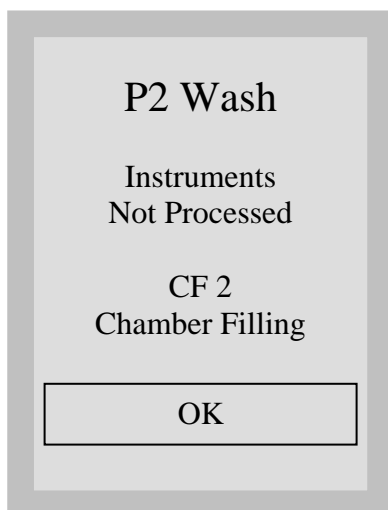 P2 Wash
Instruments
Not Processed
CF 2
Chamber Filling
OK